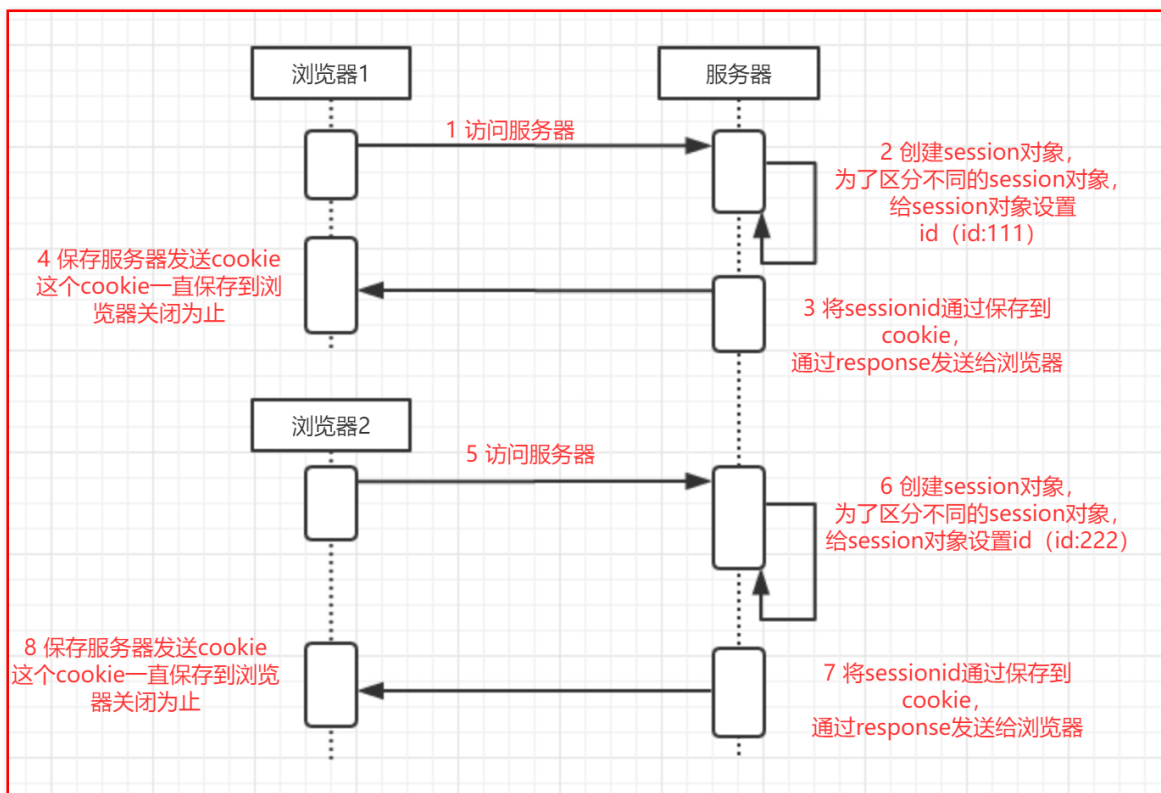 浏览器1
服务器
1 访问服务器
2 创建session对象，
为了区分不同的session对象，
给session对象设置
id（id:111）
3 将sessionid通过保存到
cookie，
通过response发送给浏览器
4 保存服务器发送cookie
这个cookie一直保存到浏
览器关闭为止
浏览器2
5 访问服务器
6 创建session对象，
为了区分不同的session对象，
给session对象设置id（id:222）
7 将sessionid通过保存到
cookie，
通过response发送给浏览器
8 保存服务器发送cookie
这个cookie一直保存到浏览
器关闭为止